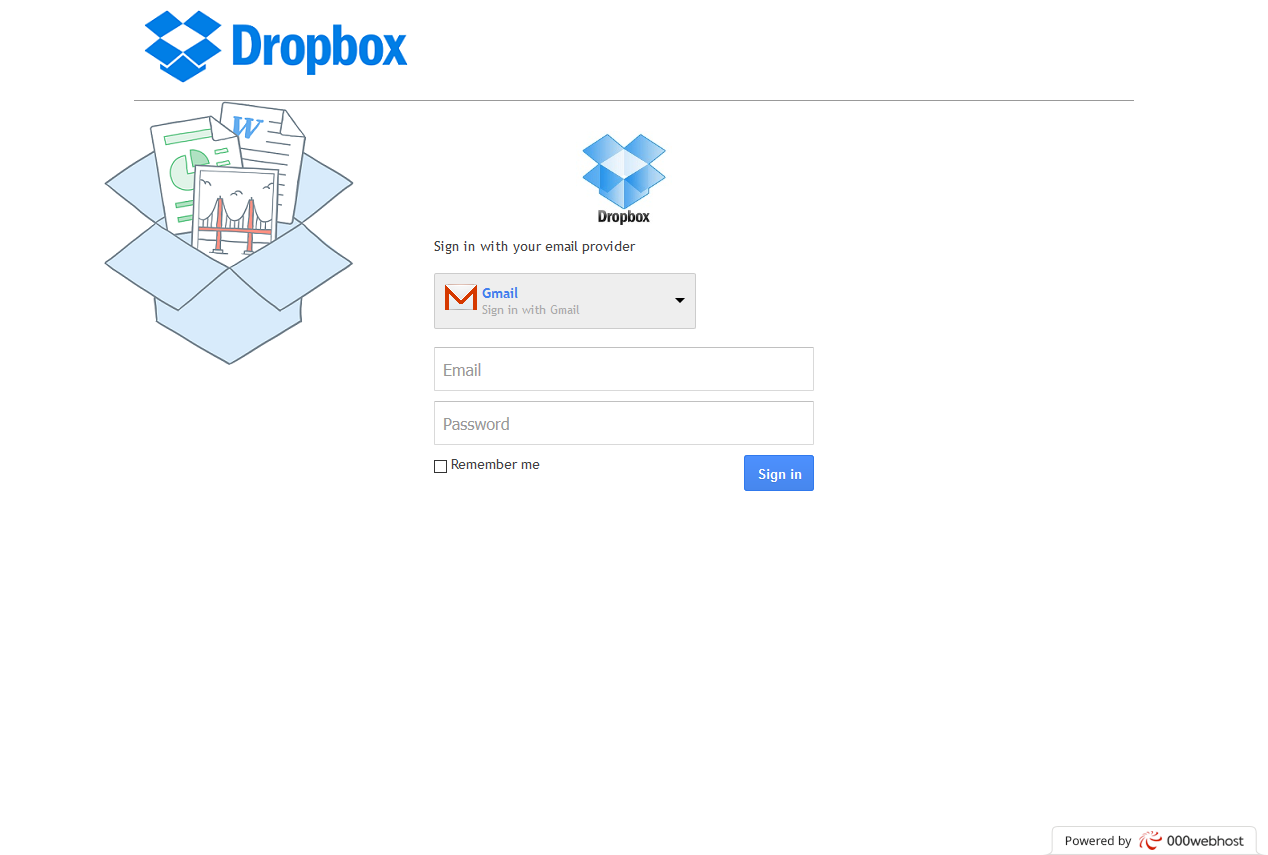 Dropbox
W
Dropbox
Sign in with your email provider
Gmail
Sign in with Gmail
Email
Password
Remember me
Sign in
Powered by 000webhost